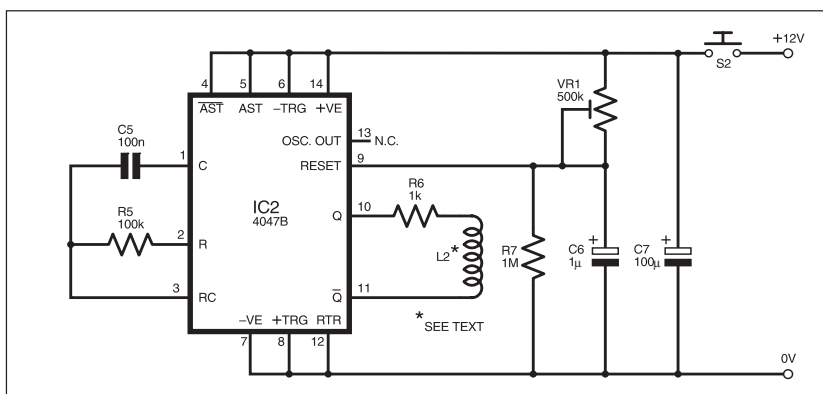 +12V
S2
4 5 6 14
AST AST –TRG +VE
VR1
500k
C5
100n
OSC. OUT 13 N.C.
1 C
RESET 9
R6
1k
IC2
4047B
Q 10
R5
100k
2 R
L2*
R7
1M
+ C6
1μ
+ C7
100μ
3 RC
Q 11
*SEE TEXT
–VE +TRG RTR
7 8 12
0V